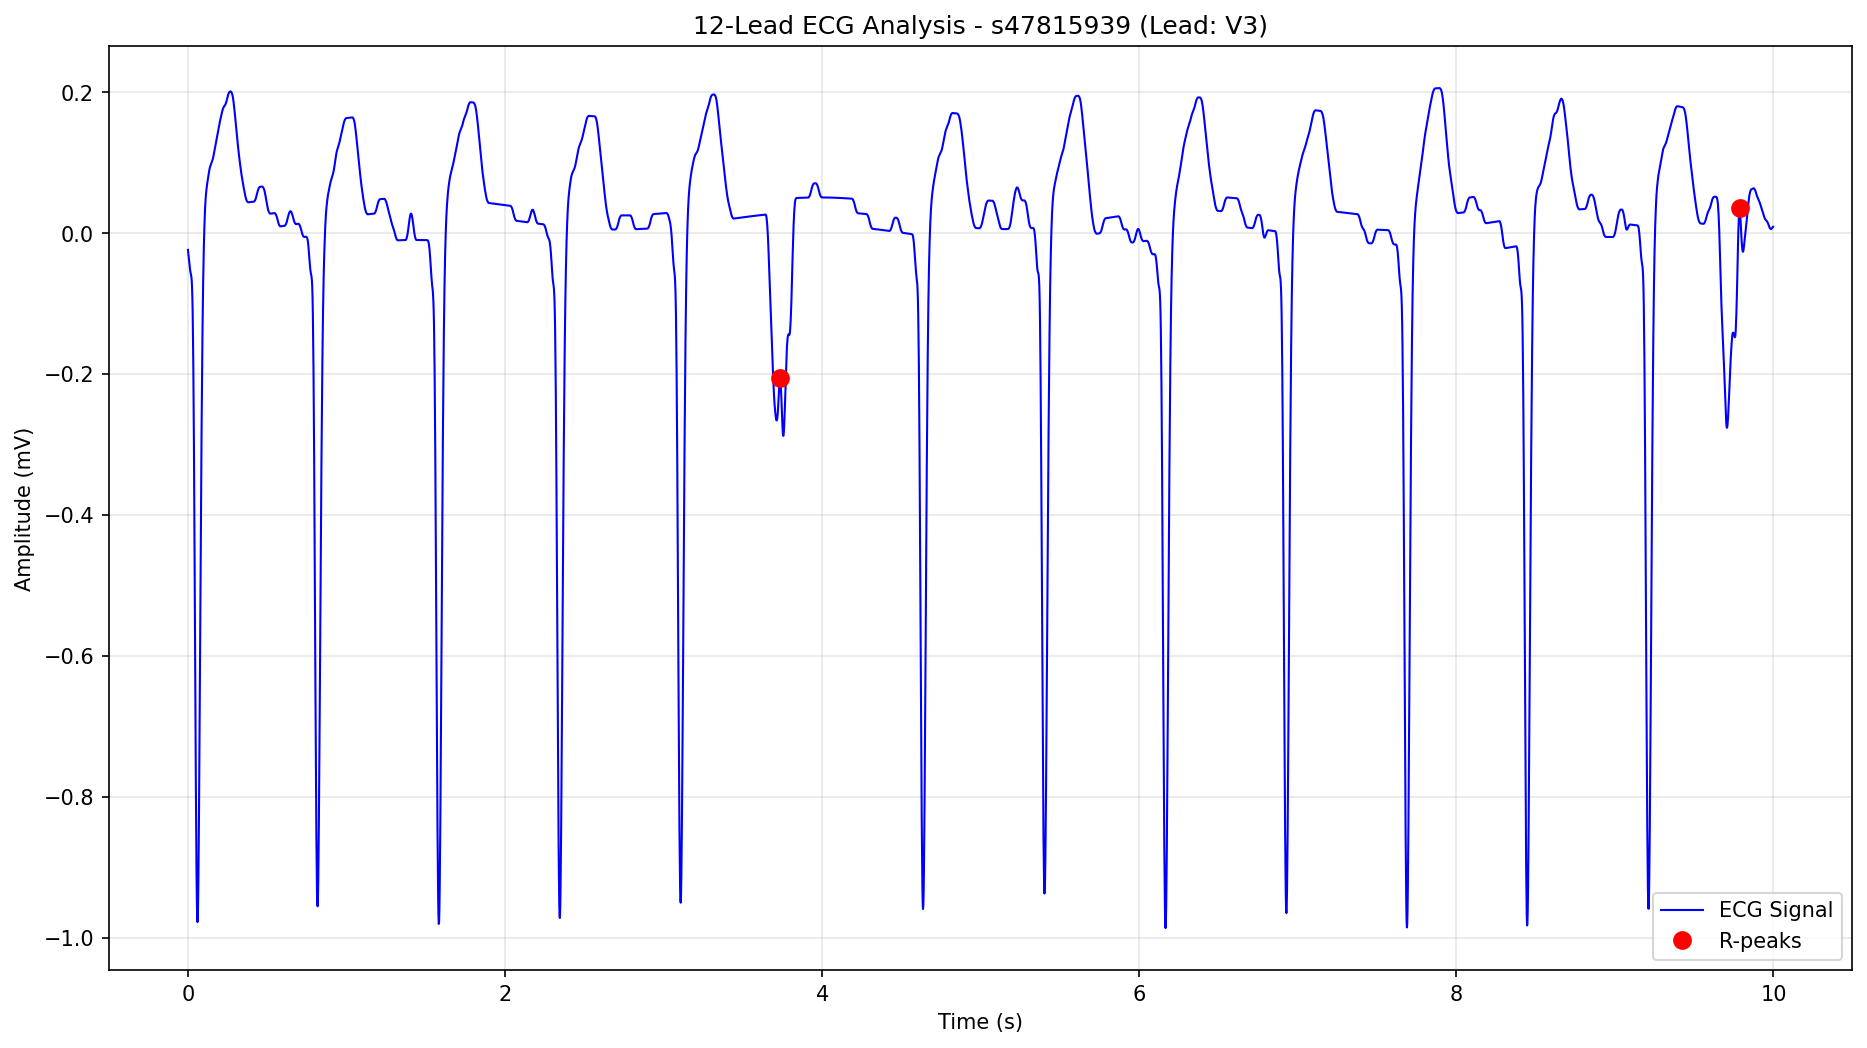 12-Lead ECG Analysis - s47815939 (Lead: V3)
Amplitude (mV)
0.2
0.0
−0.2
−0.4
−0.6
−0.8
−1.0
0 2 4 6 8 10
Time (s)
ECG Signal
R-peaks